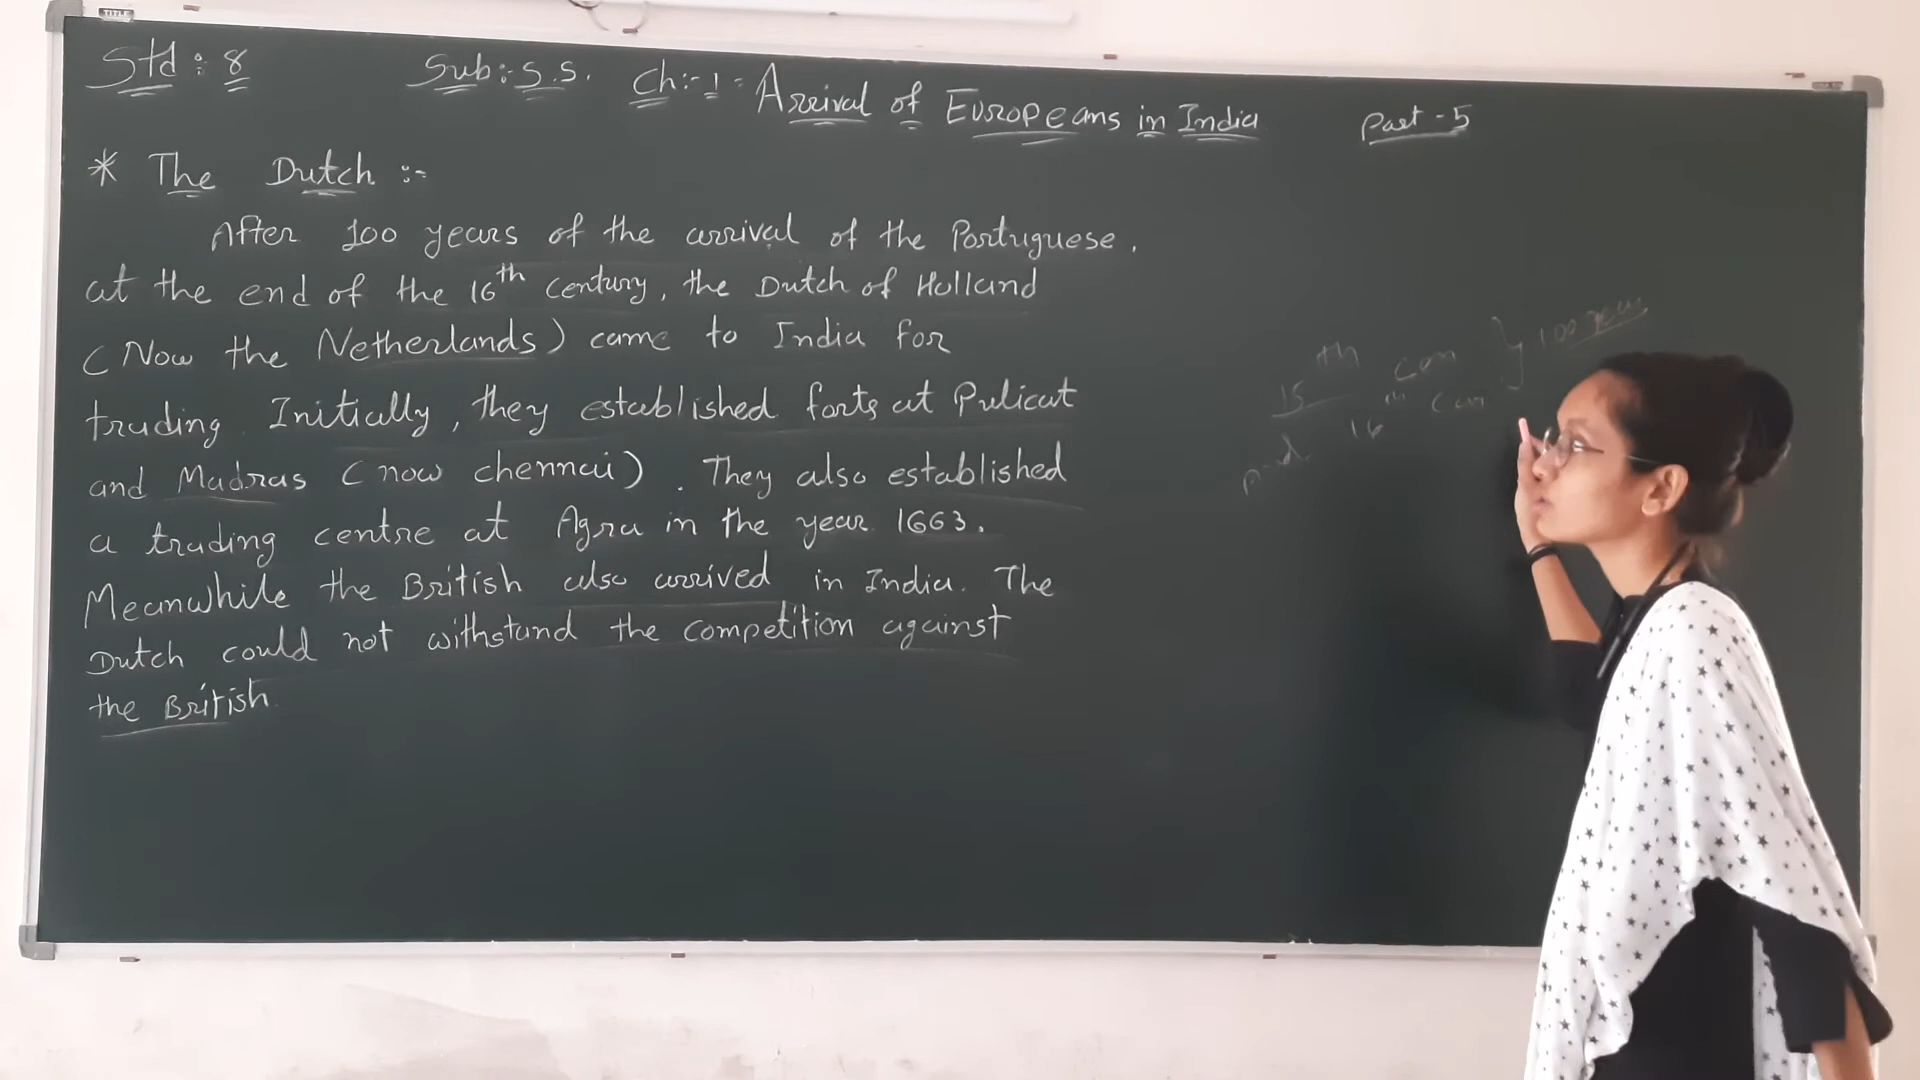 Std : 8 Sub :- S.S. Ch :- 1 : Arrival of Europeans in India Part - 5
* The Dutch :-
After 100 years of the arrival of the Portuguese,
at the end of the 16th century, the Dutch of Holland
(Now the Netherlands) came to India for
trading. Initially, they established forts at Pulicat
and Madras (now chennai). They also established
a trading centre at Agra in the year 1663.
Meanwhile the British also arrived in India. The
Dutch could not withstand the competition against
the British.
15th cen } 100 years
16th cen